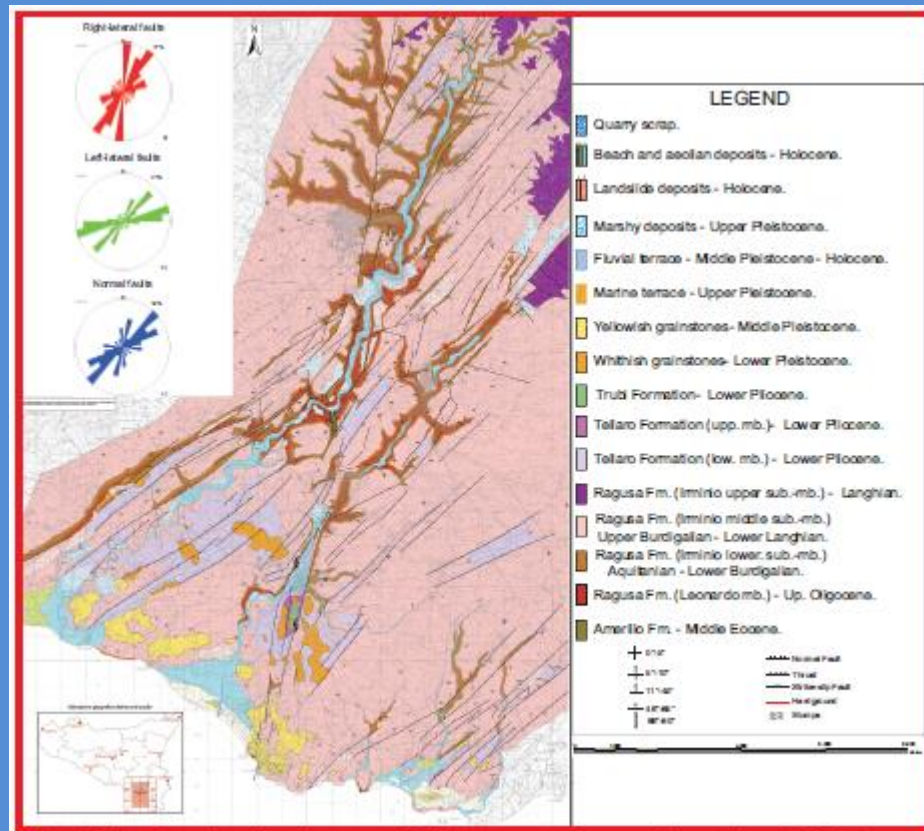 Right-lateral faults
N
Left-lateral faults
Normal faults
LEGEND
Quarry scrap.
Beach and aeolian deposits - Holocene.
Landslide deposits - Holocene.
Marshy deposits - Upper Pleistocene.
Fluvial terrace - Middle Pleistocene - Holocene.
Marine terrace - Upper Pleistocene.
Yellowish grainstones- Middle Pleistocene.
Whithish grainstones- Lower Pleistocene.
Trubi Formation- Lower Pliocene.
Tellaro Formation (upp. mb.)- Lower Pliocene.
Tellaro Formation (low. mb.) - Lower Pliocene.
Ragusa Fm. (Irminio upper sub.-mb.) - Langhian.
Ragusa Fm. (Irminio middle sub.-mb.)
Upper Burdigalian - Lower Langhian.
Ragusa Fm. (Irminio lower. sub.-mb.)
Aquitanian - Lower Burdigalian.
Ragusa Fm. (Leonardo mb.) - Up. Oligocene.
Amerillo Fm. - Middle Eocene.
Normal Fault
Thrust
Hardground
Slumps